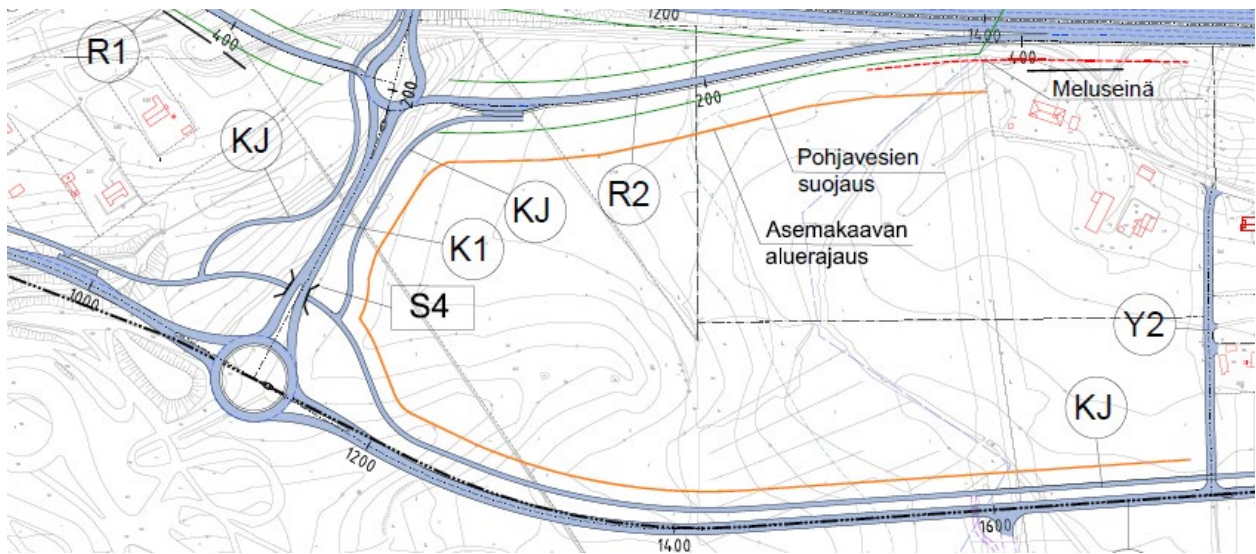 1200
R1
400
1400
400
200
200
Meluseinä
KJ
Pohjavesien
suojaus
R2
KJ
Asemakaavan
aluerajaus
K1
S4
1000
Y2
KJ
1200
1400
1600